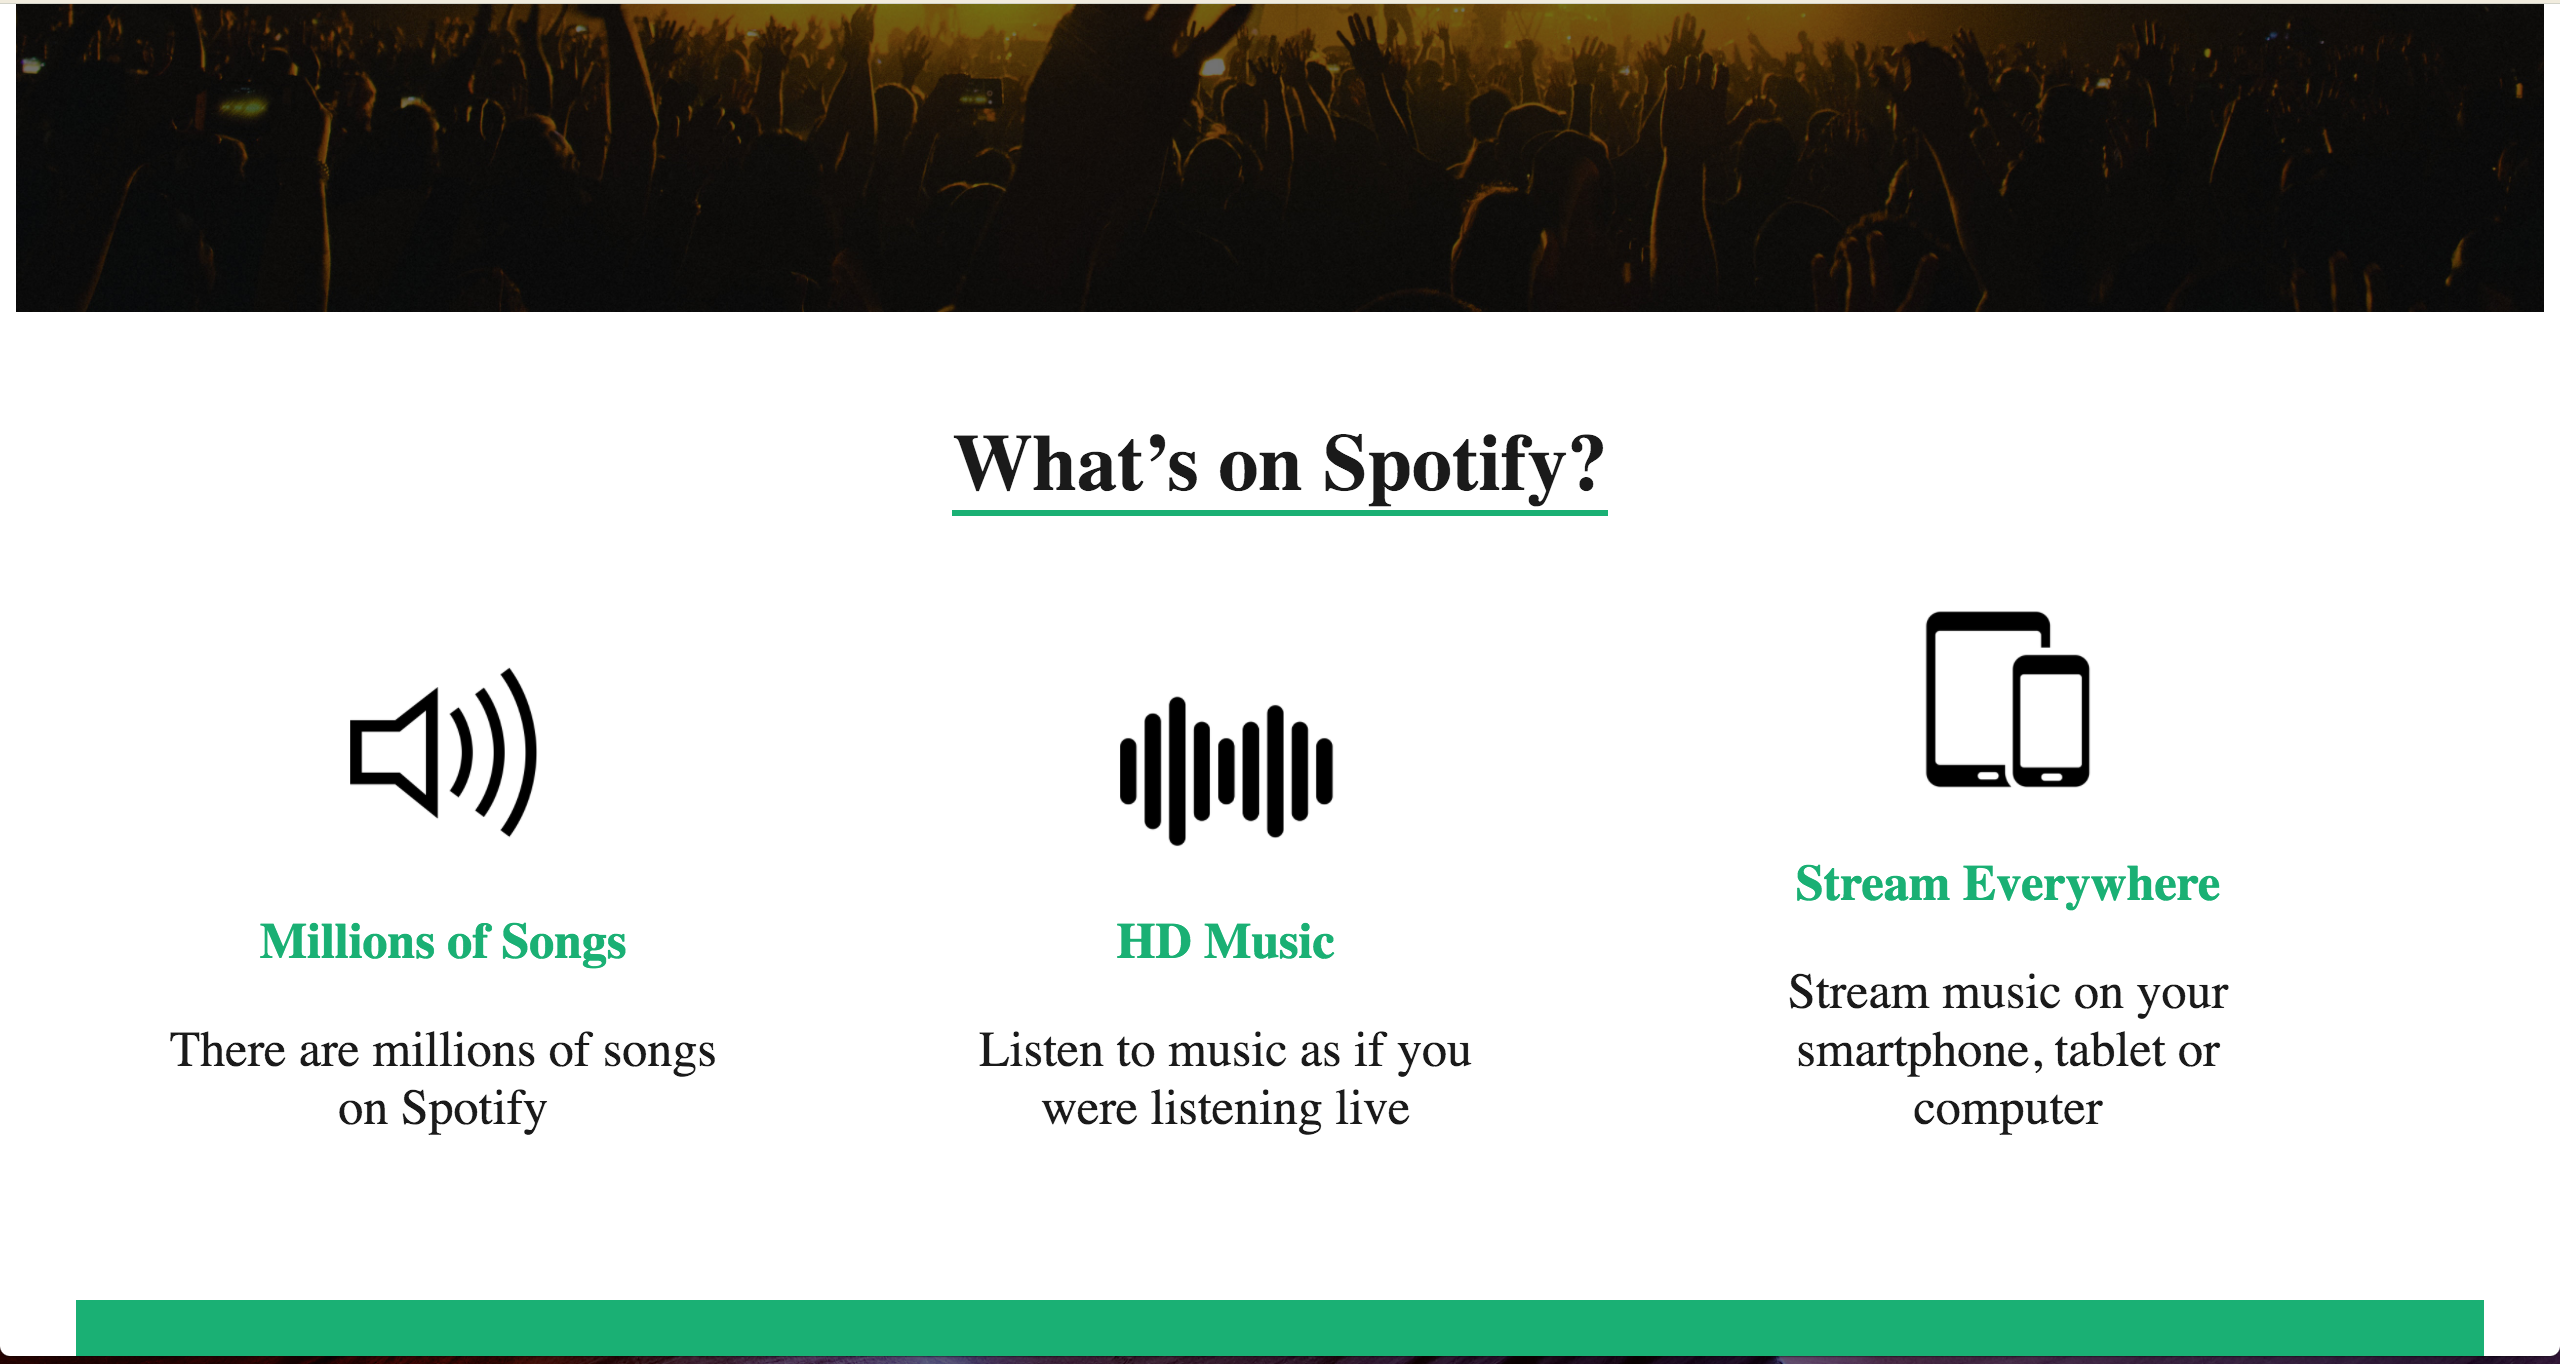 What’s on Spotify?
Millions of Songs
There are millions of songs
on Spotify
HD Music
Listen to music as if you
were listening live
Stream Everywhere
Stream music on your
smartphone, tablet or
computer